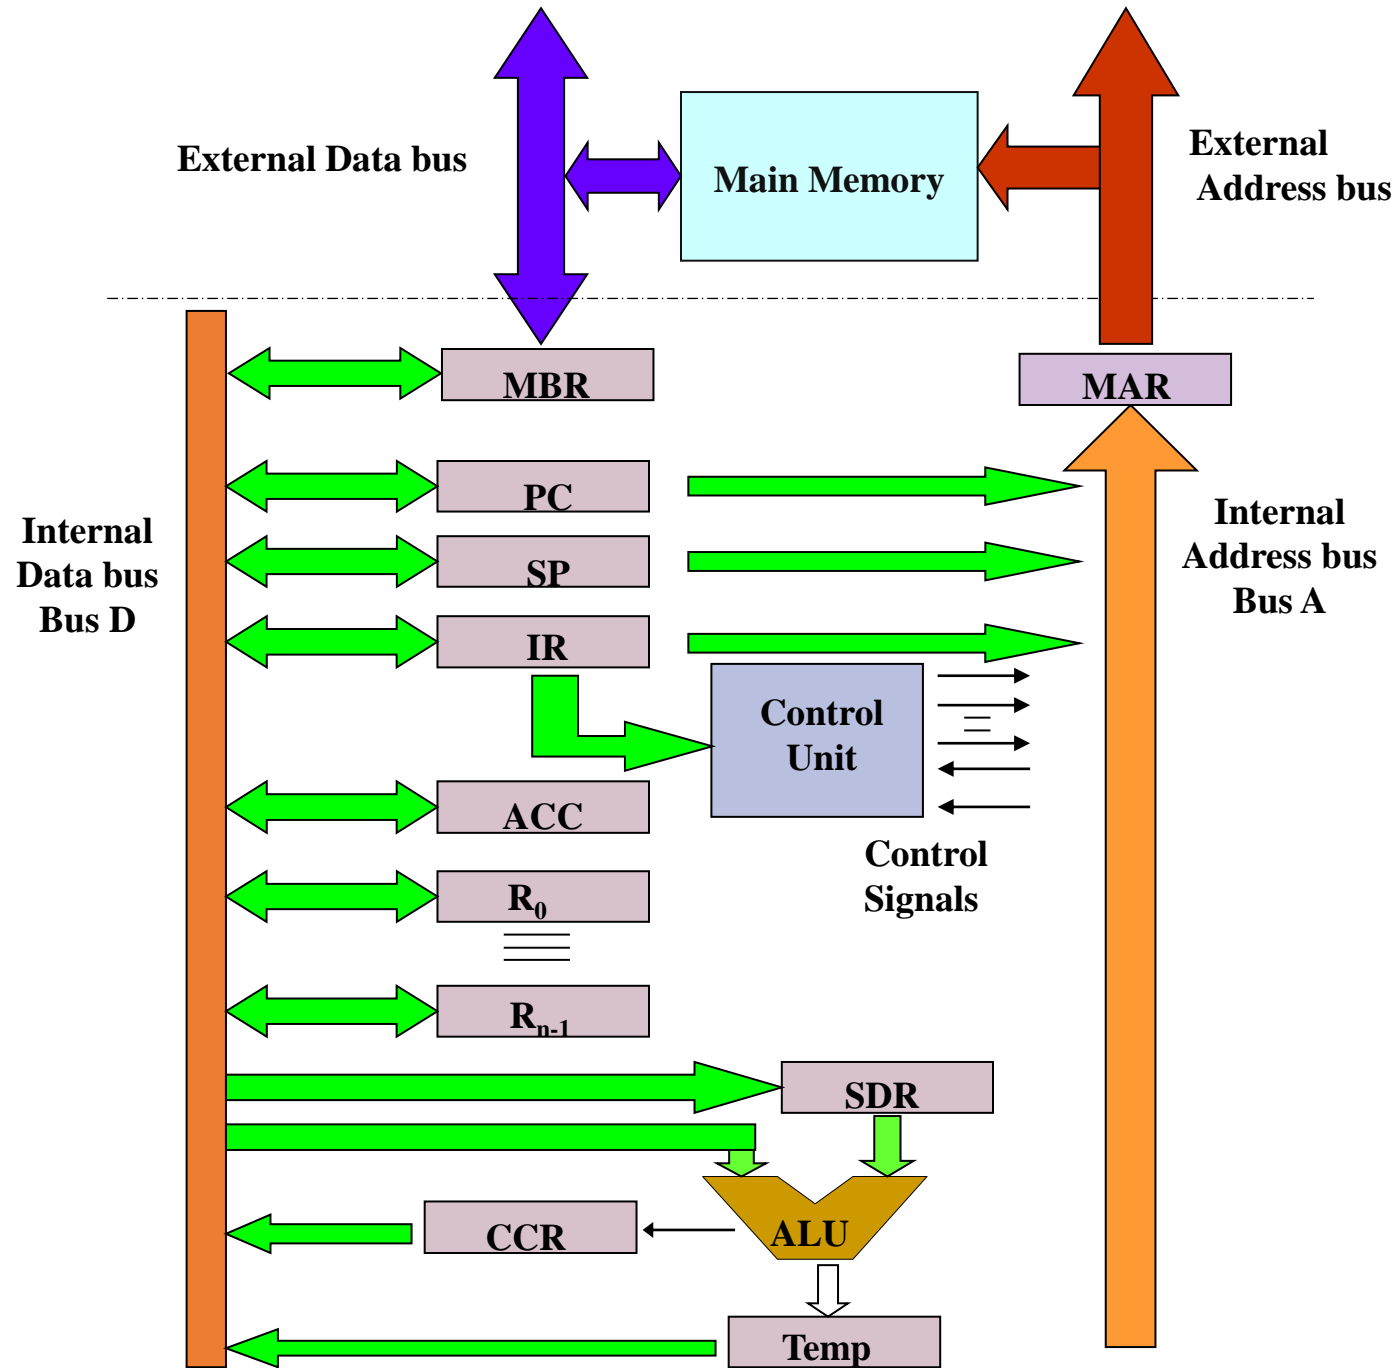 External Data bus
Main Memory
External
Address bus
MBR
MAR
PC
Internal
Data bus
Bus D
Internal
Address bus
Bus A
SP
IR
Control
Unit
ACC
Control
Signals
R0
Rn-1
SDR
ALU
CCR
Temp